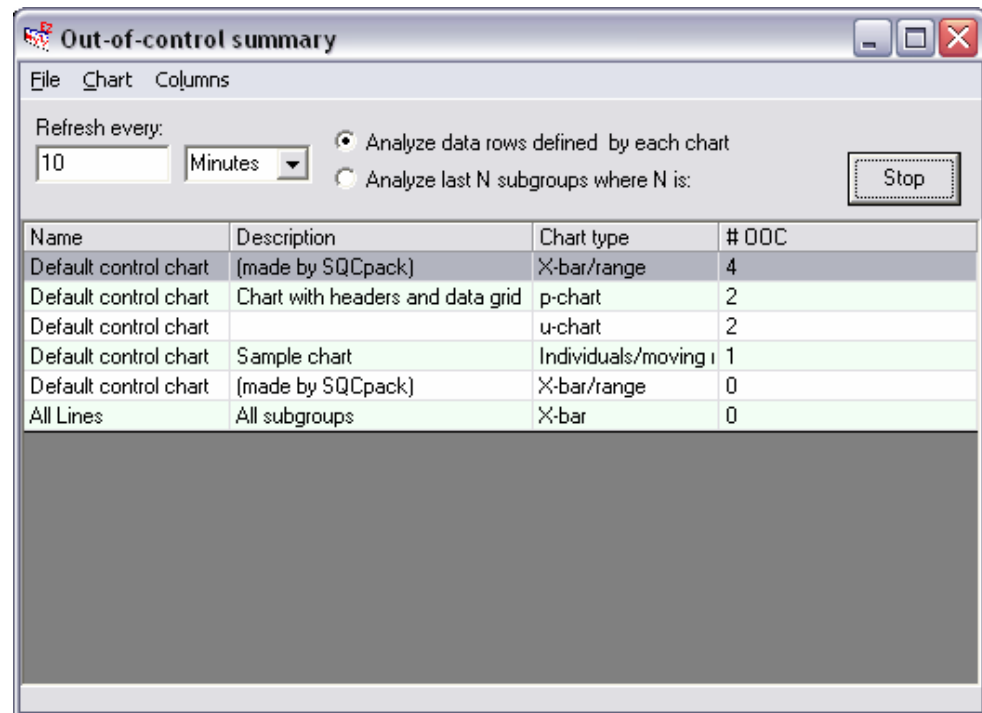 Out-of-control summary
File Chart Columns
Refresh every:
10 Minutes
Analyze data rows defined by each chart
Analyze last N subgroups where N is:
Stop
Name Description Chart type # OOC
Default control chart (made by SQCpack) X-bar/range 4
Default control chart Chart with headers and data grid p-chart 2
Default control chart u-chart 2
Default control chart Sample chart Individuals/moving 1
Default control chart (made by SQCpack) X-bar/range 0
All Lines All subgroups X-bar 0